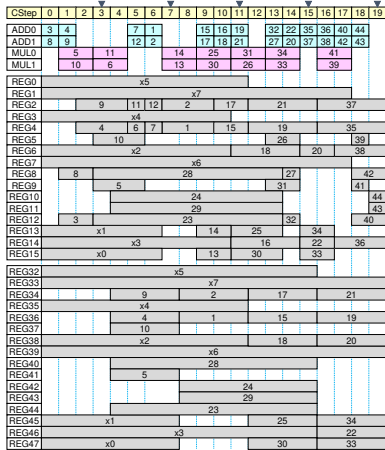 CStep 0 1 2 3 4 5 6 7 8 9 10 11 12 13 14 15 16 17 18 19
ADD0 3 4 7 1 15 16 19 32 22 35 36 40 44
ADD1 8 9 12 2 17 18 21 27 20 37 38 42 43
MUL0 5 11 14 25 31 34 41
MUL1 10 6 13 30 26 33 39
REG0 x5
REG1 x7
REG2 9 11 12 2 17 21 37
REG3 x4
REG4 4 6 7 1 15 19 35
REG5 10 26 39
REG6 x2 18 20 38
REG7 x6
REG8 8 28 27 42
REG9 5 31 41
REG10 24 44
REG11 29 43
REG12 3 23 32 40
REG13 x1 14 25 34
REG14 x3 16 22 36
REG15 x0 13 30 33
REG32 x5
REG33 x7
REG34 9 2 17 21
REG35 x4
REG36 4 1 15 19
REG37 10
REG38 x2 18 20
REG39 x6
REG40 28
REG41 5
REG42 24
REG43 29
REG44 23
REG45 x1 25 34
REG46 x3 22
REG47 x0 30 33